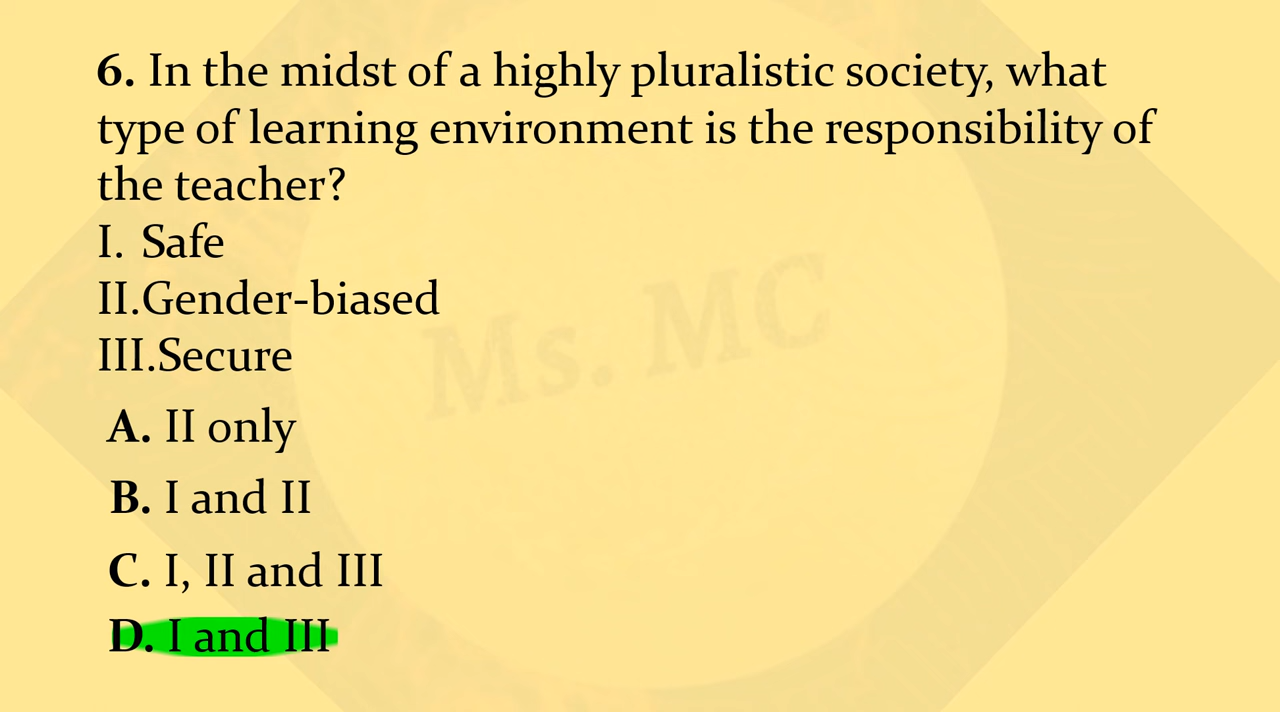 6. In the midst of a highly pluralistic society, what
type of learning environment is the responsibility of
the teacher?
I. Safe
II.Gender-biased
III.Secure
Ms. MC
A. II only
B. I and II
C. I, II and III
D. I and III